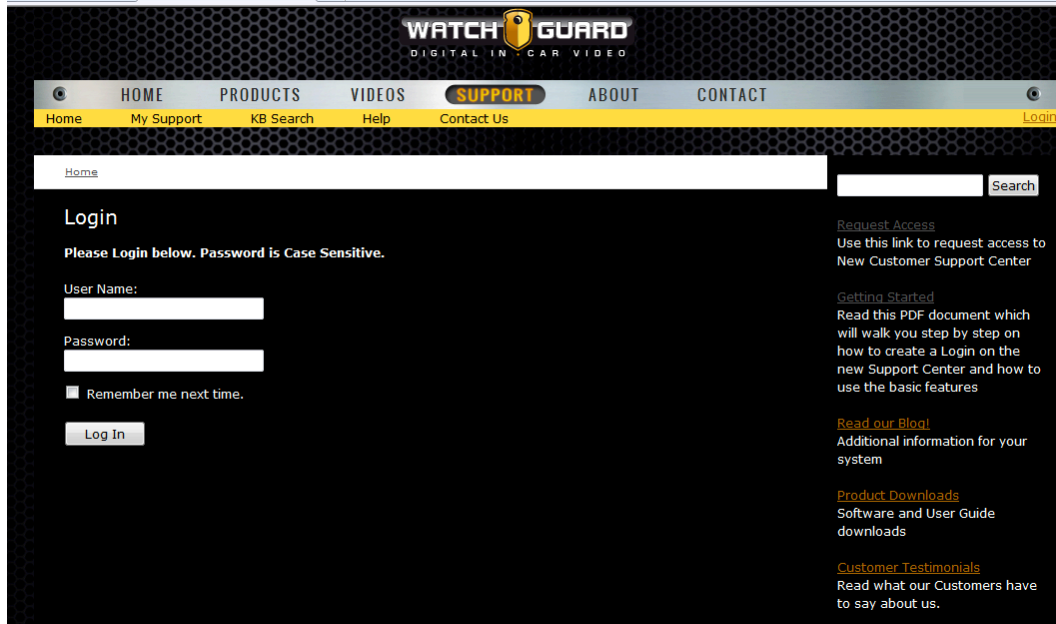 WATCH GUARD
DIGITAL IN-CAR VIDEO
HOME PRODUCTS VIDEOS SUPPORT ABOUT CONTACT
Home My Support KB Search Help Contact Us Login
Home
Login
Please Login below. Password is Case Sensitive.
User Name:
Password:
Remember me next time.
Log In
Search
Request Access
Use this link to request access to
New Customer Support Center
Getting Started
Read this PDF document which
will walk you step by step on
how to create a Login on the
new Support Center and how to
use the basic features
Read our Blog!
Additional information for your
system
Product Downloads
Software and User Guide
downloads
Customer Testimonials
Read what our Customers have
to say about us.